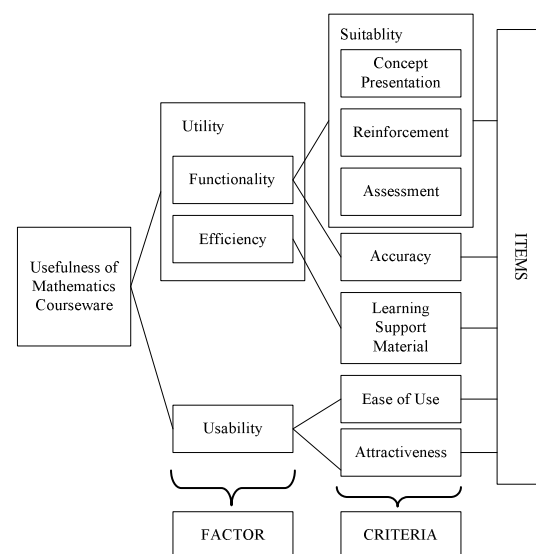 Suitablity
Concept
Presentation
Reinforcement
Assessment
Utility
Functionality
Efficiency
Accuracy
Usefulness of
Mathematics
Courseware
Learning
Support
Material
Ease of Use
Usability
Attractiveness
ITEMS
FACTOR
CRITERIA